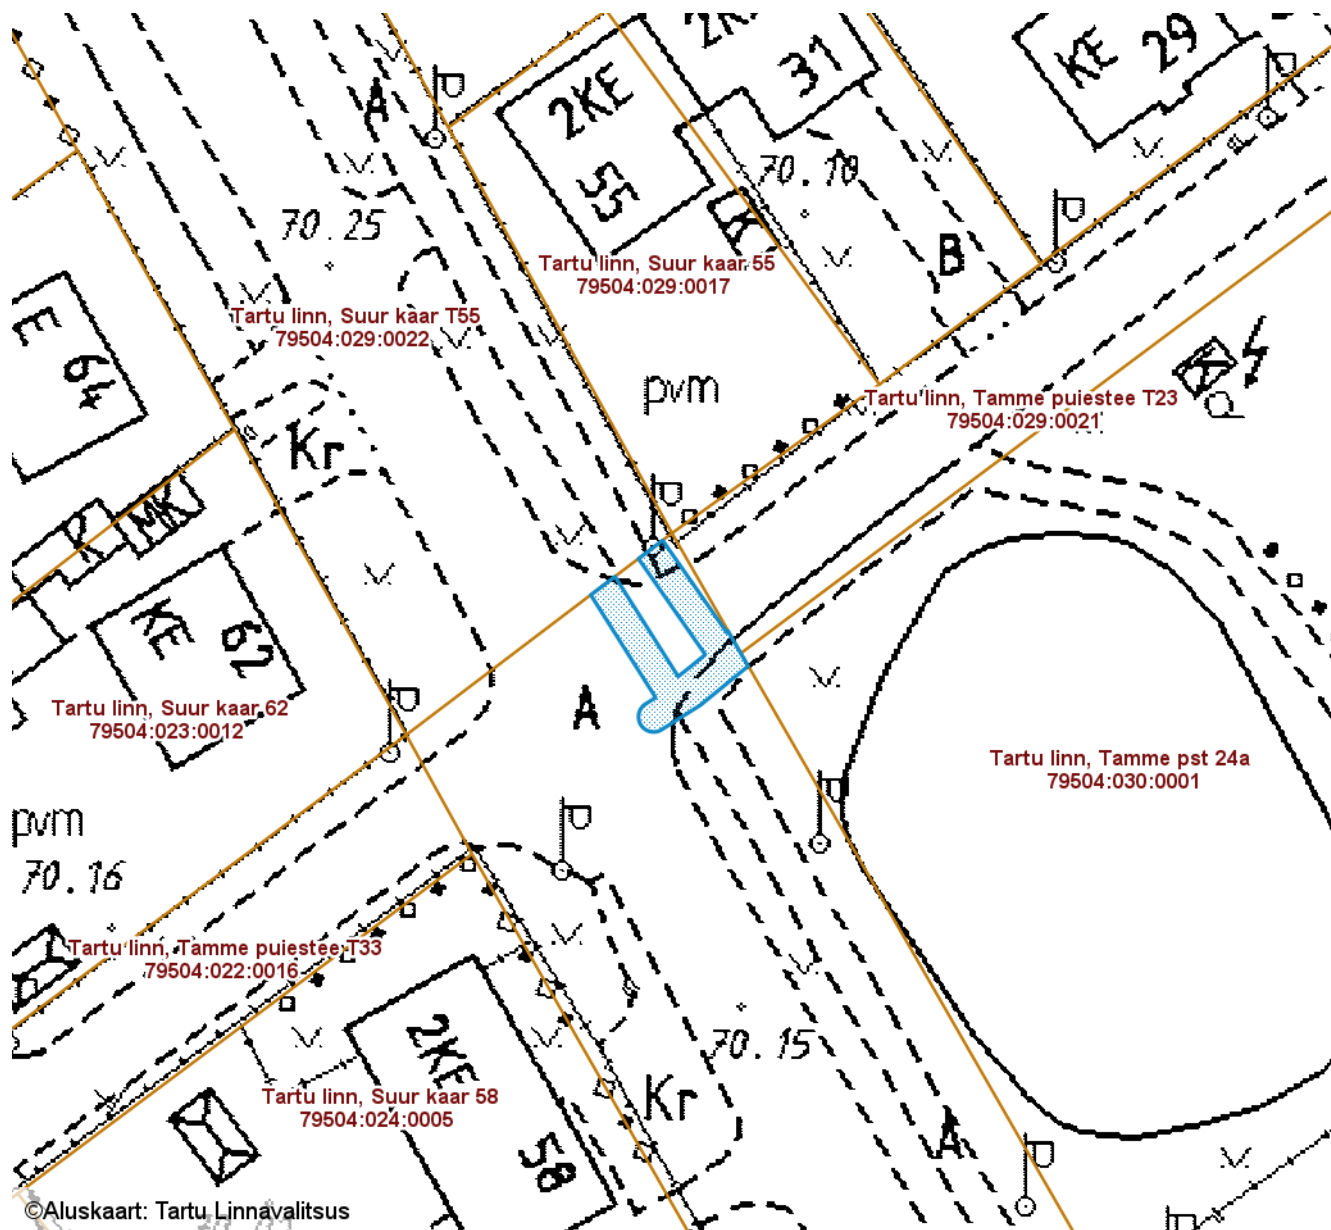 2KE
31
KE
29
A
2KE
55
70.10
70.25
LK
B
Tartu linn, Suur kaar 55
79504:029:0017
E
64
Tartu linn, Suur kaar T55
79504:029:0022
pvm
Tartu linn, Tamme puiestee T23
79504:029:0021
Kr
K
MK
KE
62
Tartu linn, Suur kaar 62
79504:023:0012
A
Tartu linn, Tamme pst 24a
79504:030:0001
pvm
70.16
Tartu linn, Tamme puiestee T33
79504:022:0016
70.15
2KE
58
Kr
Tartu linn, Suur kaar 58
79504:024:0005
A
©Aluskaart: Tartu Linnavalitsus